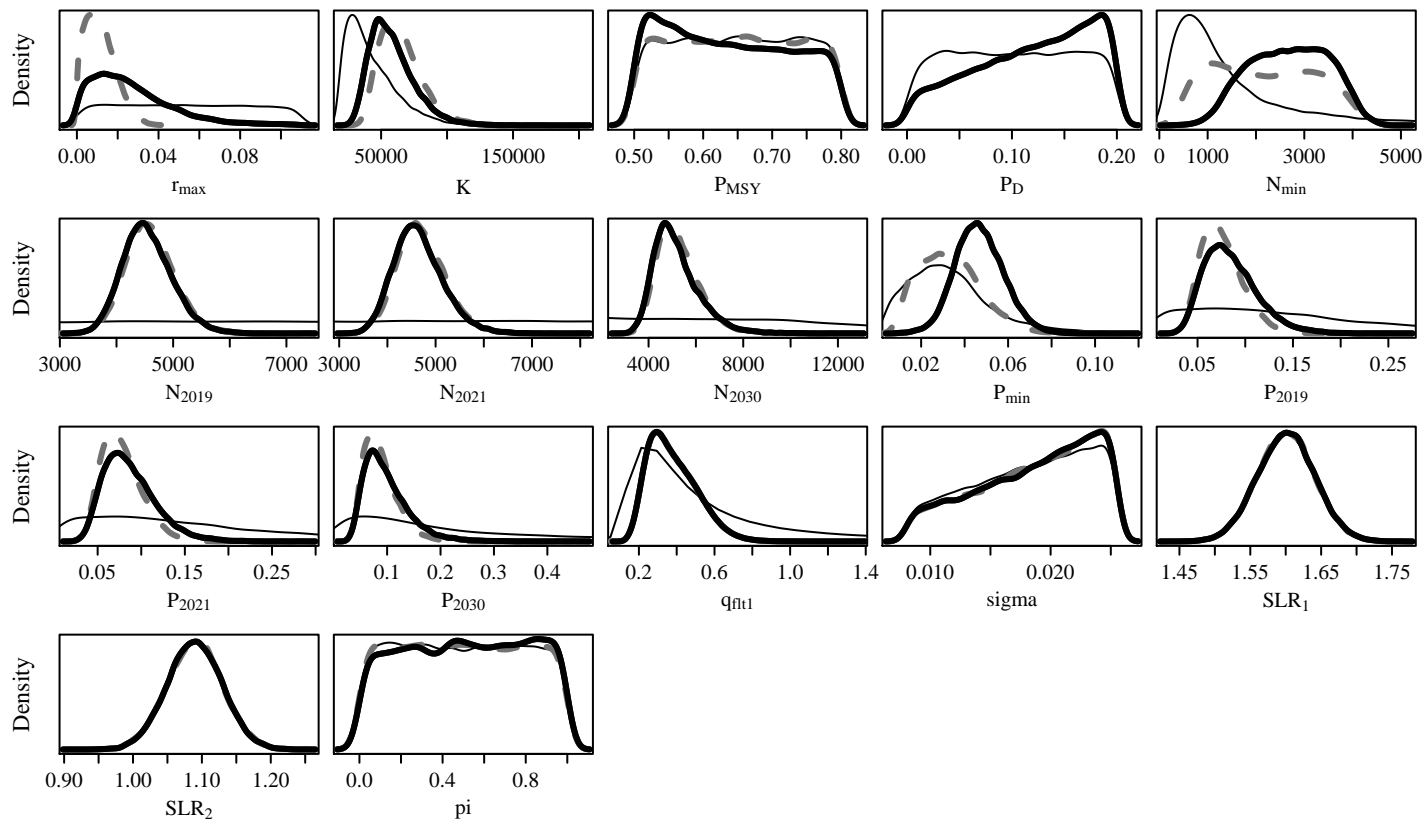 Density
0.00 0.04 0.08
r_max
50000 150000
K
0.50 0.60 0.70 0.80
P_MSY
0.00 0.10 0.20
P_D
0 1000 3000 5000
N_min
Density
3000 5000 7000
N_2019
3000 5000 7000
N_2021
4000 8000 12000
N_2030
0.02 0.06 0.10
P_min
0.05 0.15 0.25
P_2019
Density
0.05 0.15 0.25
P_2021
0.1 0.2 0.3 0.4
P_2030
0.2 0.6 1.0 1.4
q_flt1
0.010 0.020
sigma
1.45 1.55 1.65 1.75
SLR_1
Density
0.90 1.00 1.10 1.20
SLR_2
0.0 0.4 0.8
pi